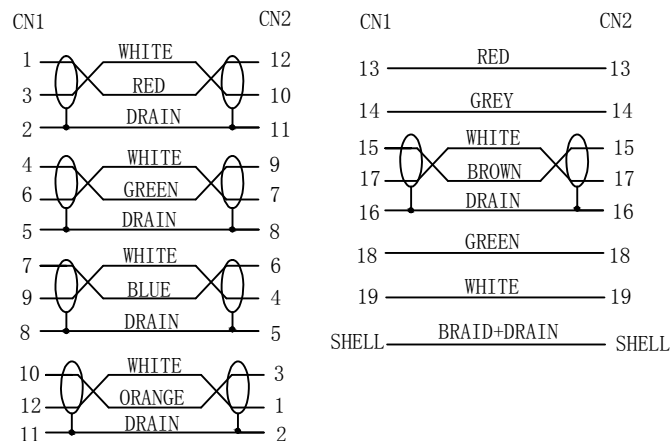 CN1 CN2
1 WHITE 12
3 RED 10
2 DRAIN 11
4 WHITE 9
6 GREEN 7
5 DRAIN 8
7 WHITE 6
9 BLUE 4
8 DRAIN 5
10 WHITE 3
12 ORANGE 1
11 DRAIN 2
CN1 CN2
13 RED 13
14 GREY 14
15 WHITE 15
17 BROWN 17
16 DRAIN 16
18 GREEN 18
19 WHITE 19
SHELL BRAID+DRAIN SHELL